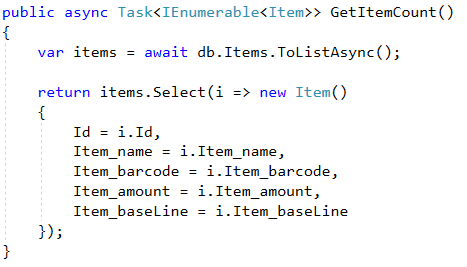 public async Task<IEnumerable<Item>> GetItemCount()
{
    var items = await db.Items.ToListAsync();

    return items.Select(i => new Item()
    {
        Id = i.Id,
        Item_name = i.Item_name,
        Item_barcode = i.Item_barcode,
        Item_amount = i.Item_amount,
        Item_baseLine = i.Item_baseLine
    });
}